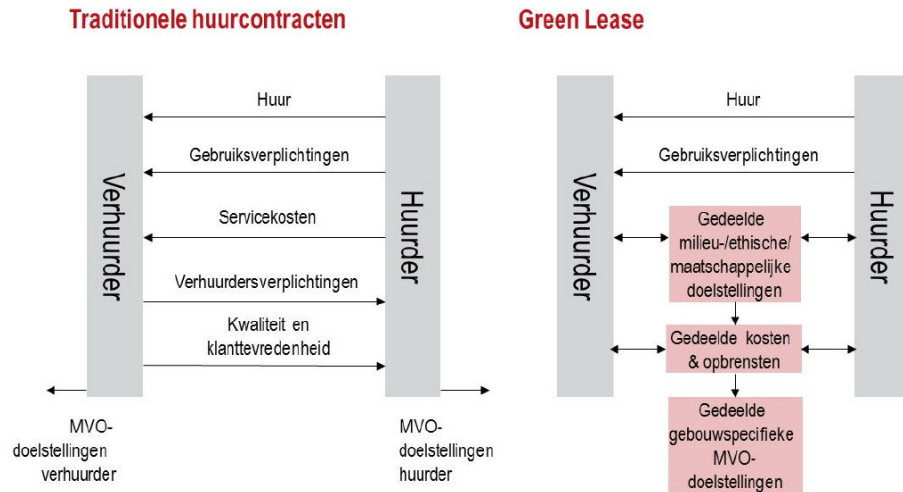 Traditionele huurcontracten
Verhuurder
Huurder
Huur
Gebruiksverplichtingen
Servicekosten
Verhuurdersverplichtingen
Kwaliteit en
klanttevredenheid
MVO-
doelstellingen
verhuurder
MVO-
doelstellingen
huurder
Green Lease
Verhuurder
Huurder
Huur
Gebruiksverplichtingen
Gedeelde
milieu-/ethische/
maatschappelijke
doelstellingen
Gedeelde kosten
& opbrensten
Gedeelde
gebouwspecifieke
MVO-
doelstellingen